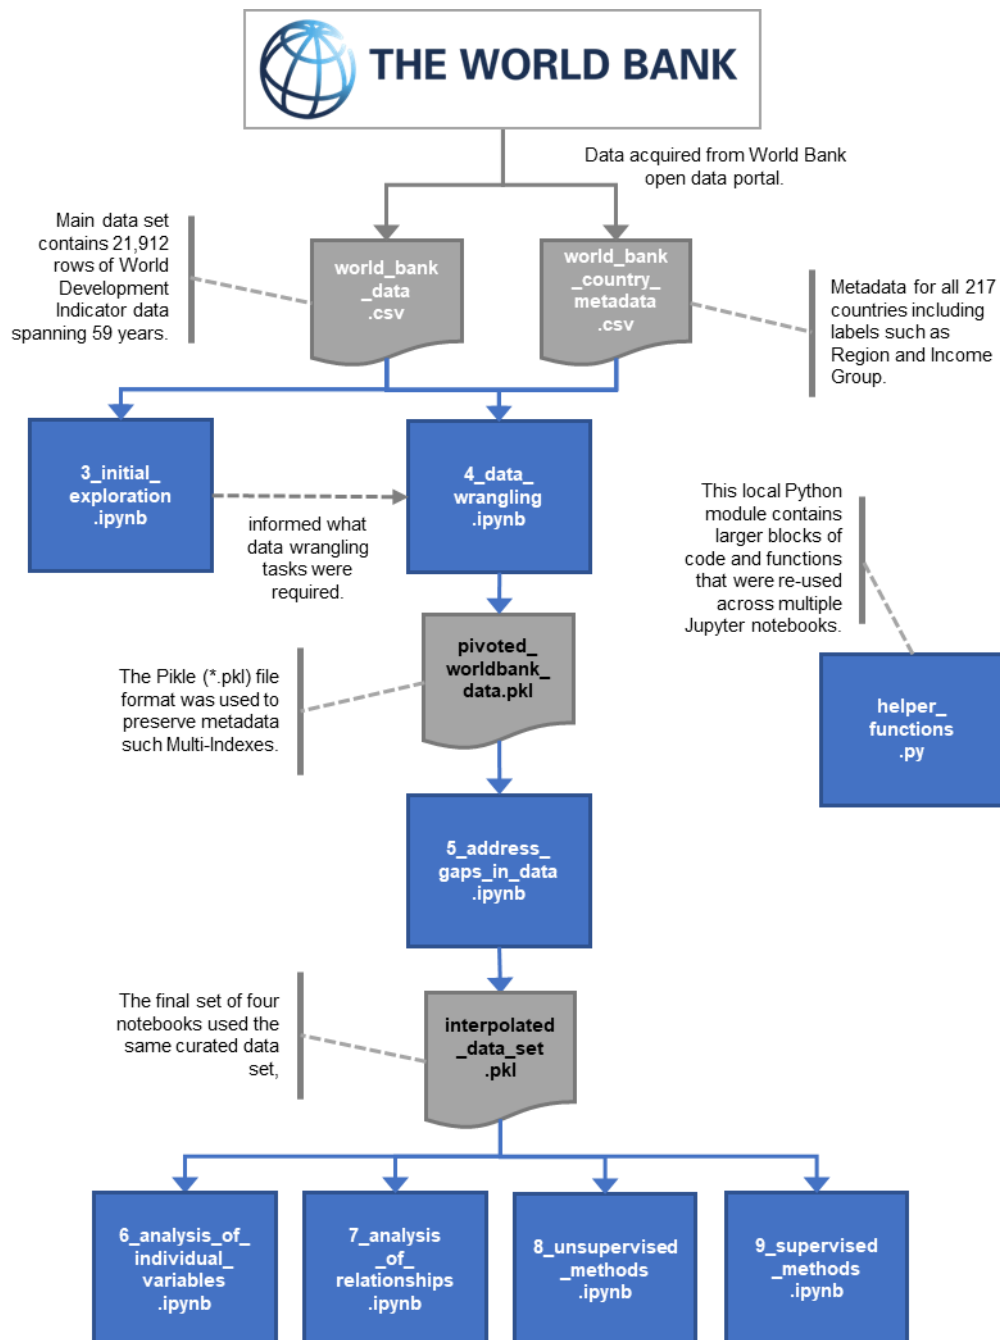 THE WORLD BANK
Data acquired from World Bank
open data portal.
Main data set
contains 21,912
rows of World
Development
Indicator data
spanning 59 years.
world_bank
_data
.csv
world_bank
_country_
metadata
.csv
Metadata for all 217
countries including
labels such as
Region and Income
Group.
3_initial_
exploration
.ipynb
4_data_
wrangling
.ipynb
informed what
data wrangling
tasks were
required.
This local Python
module contains
larger blocks of
code and functions
that were re-used
across multiple
Jupyter notebooks.
The Pikle (*.pkl) file
format was used to
preserve metadata
such Multi-Indexes.
pivoted_
worldbank_
data.pkl
helper_
functions
.py
5_address_
gaps_in_data
.ipynb
The final set of four
notebooks used the
same curated data
set,
interpolated
_data_set
.pkl
6_analysis_of_
individual_
variables
.ipynb
7_analysis
_of_
relationships
.ipynb
8_unsupervised
_methods
.ipynb
9_supervised
_methods
.ipynb